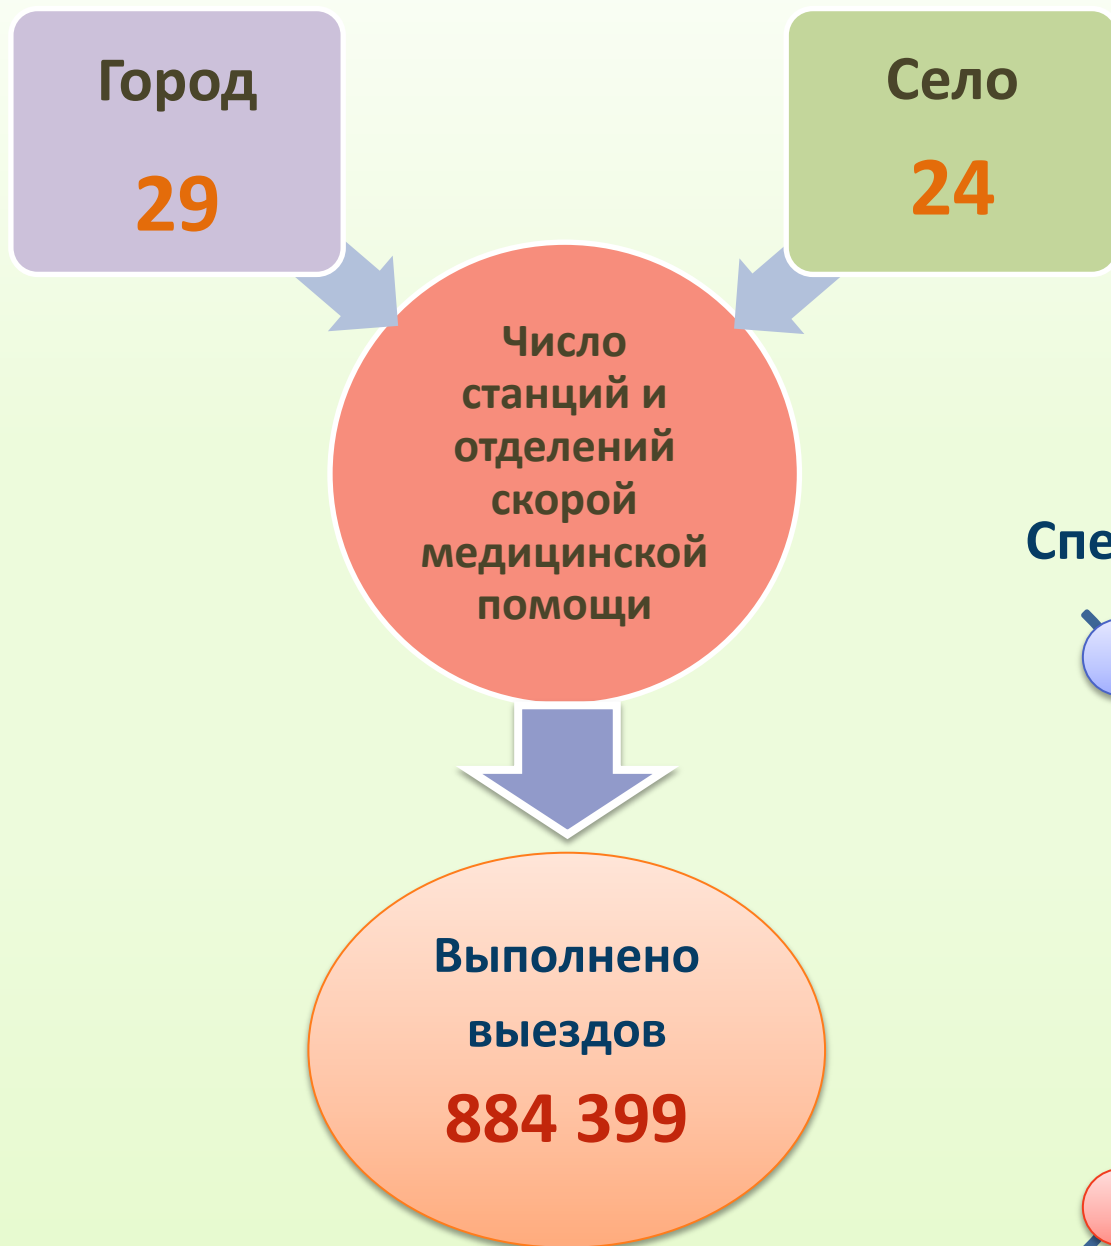 Город
29
Село
24
Число
станций и
отделений
скорой
медицинской
помощи
Выполнено
выездов
884 399